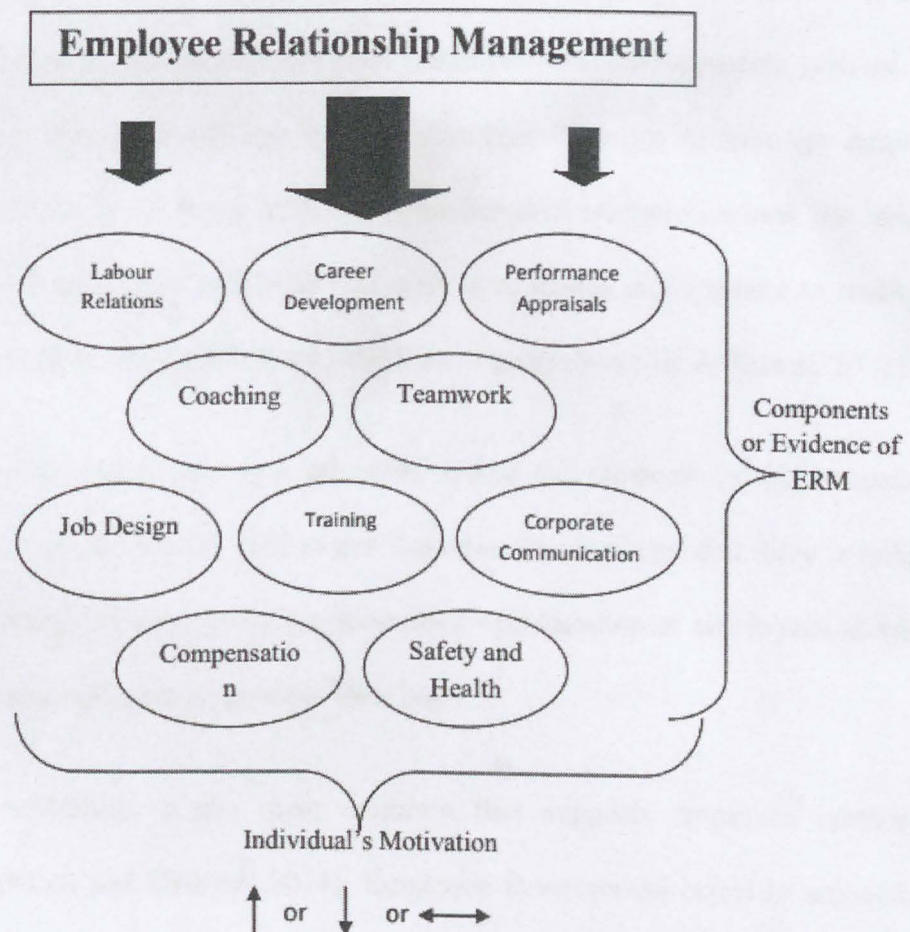 Employee Relationship Management
Labour
Relations
Career
Development
Performance
Appraisals
Coaching
Teamwork
Components
or Evidence of
ERM
Job Design
Training
Corporate
Communication
Compensatio
n
Safety and
Health
Individual's Motivation
or or